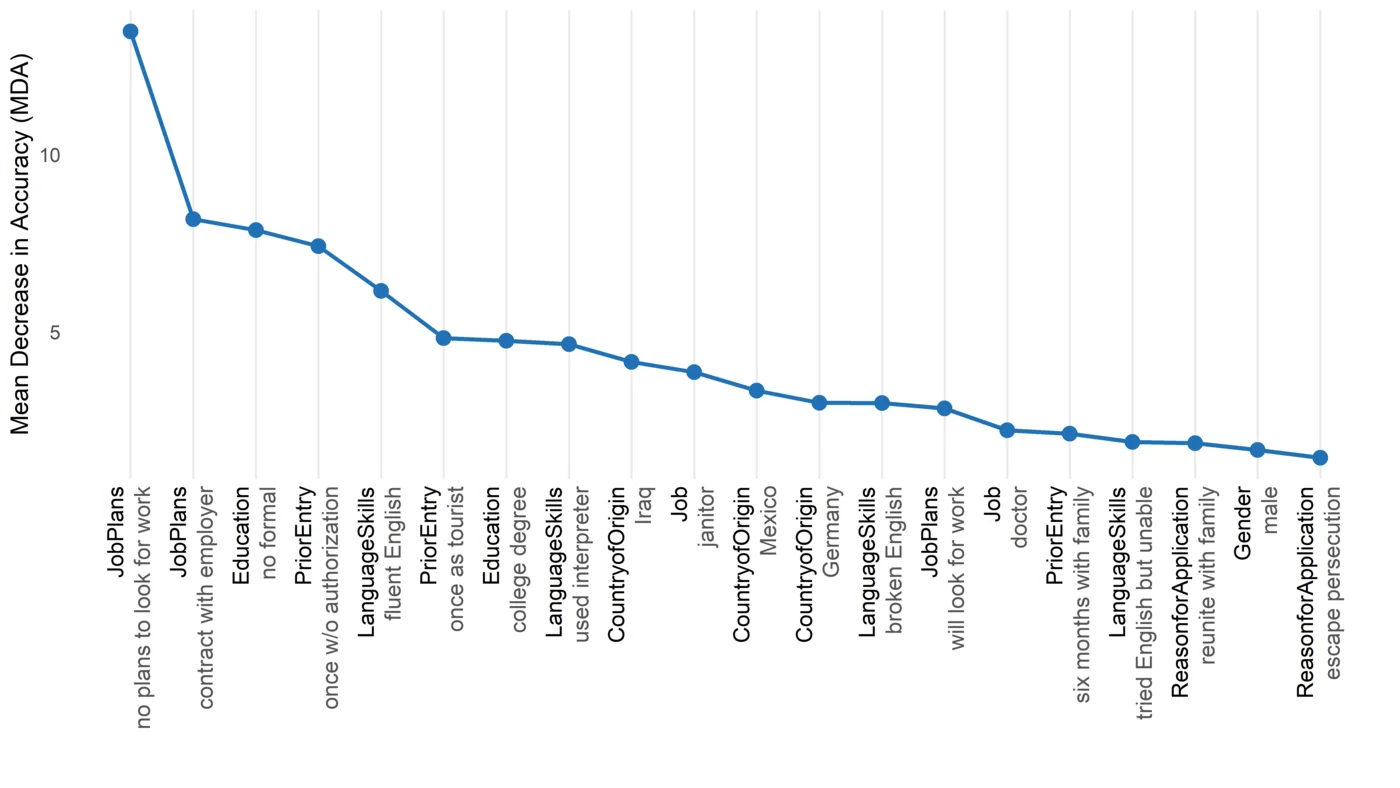 Mean Decrease in Accuracy (MDA)
10
5
JobPlans
no plans to look for work
JobPlans
contract with employer
Education
no formal
PriorEntry
once w/o authorization
LanguageSkills
fluent English
PriorEntry
once as tourist
Education
college degree
LanguageSkills
used interpreter
CountryofOrigin
Iraq
Job
janitor
CountryofOrigin
Mexico
CountryofOrigin
Germany
LanguageSkills
broken English
JobPlans
will look for work
Job
doctor
PriorEntry
six months with family
LanguageSkills
tried English but unable
ReasonforApplication
reunite with family
Gender
male
ReasonforApplication
escape persecution